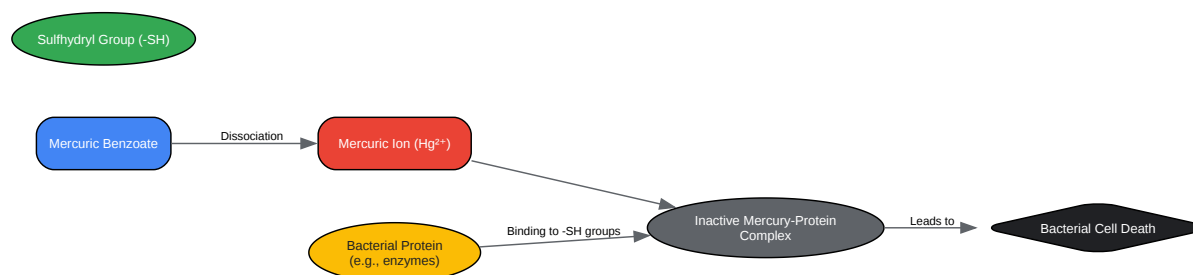 Sulfhydryl Group (-SH)
Mercuric Benzoate
Dissociation
Mercuric Ion (Hg²⁺)
Bacterial Protein
(e.g., enzymes)
Binding to -SH groups
Inactive Mercury-Protein
Complex
Leads to
Bacterial Cell Death